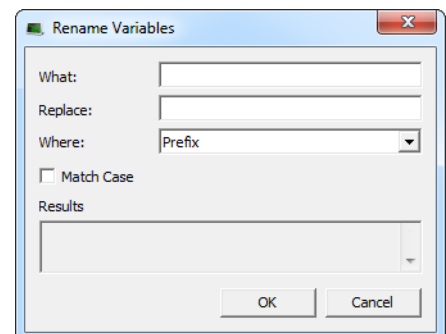 Rename Variables
What:
Replace:
Where: Prefix
Match Case
Results
OK Cancel